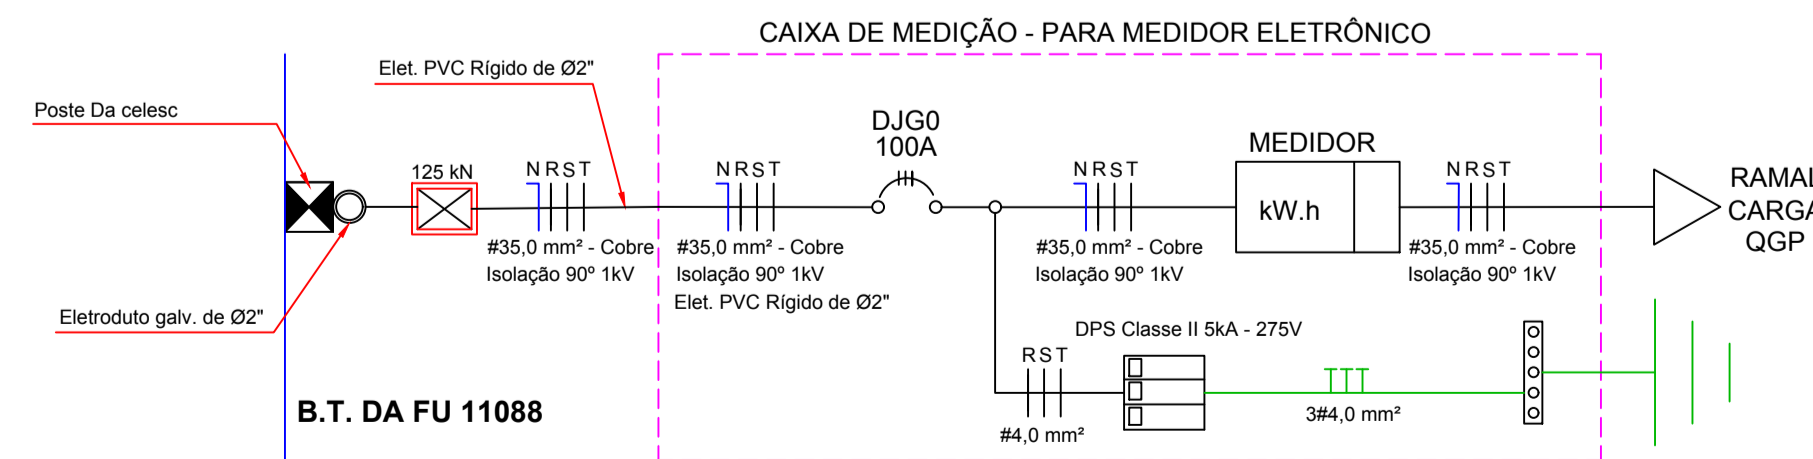 CAIXA DE MEDIÇÃO - PARA MEDIDOR ELETRÔNICO
Elet. PVC Rígido de Ø2"
Poste Da celesc
DJG0
100A
MEDIDOR
125 kN
N R S T
N R S T
N R S T
N R S T
kW.h
RAMAL
CARGA
QGP
#35,0 mm² - Cobre
Isolação 90º 1kV
#35,0 mm² - Cobre
Isolação 90º 1kV
Elet. PVC Rígido de Ø2"
#35,0 mm² - Cobre
Isolação 90º 1kV
#35,0 mm² - Cobre
Isolação 90º 1kV
Eletroduto galv. de Ø2"
DPS Classe II 5kA - 275V
R S T
T T T
#4,0 mm²
3#4,0 mm²
B.T. DA FU 11088